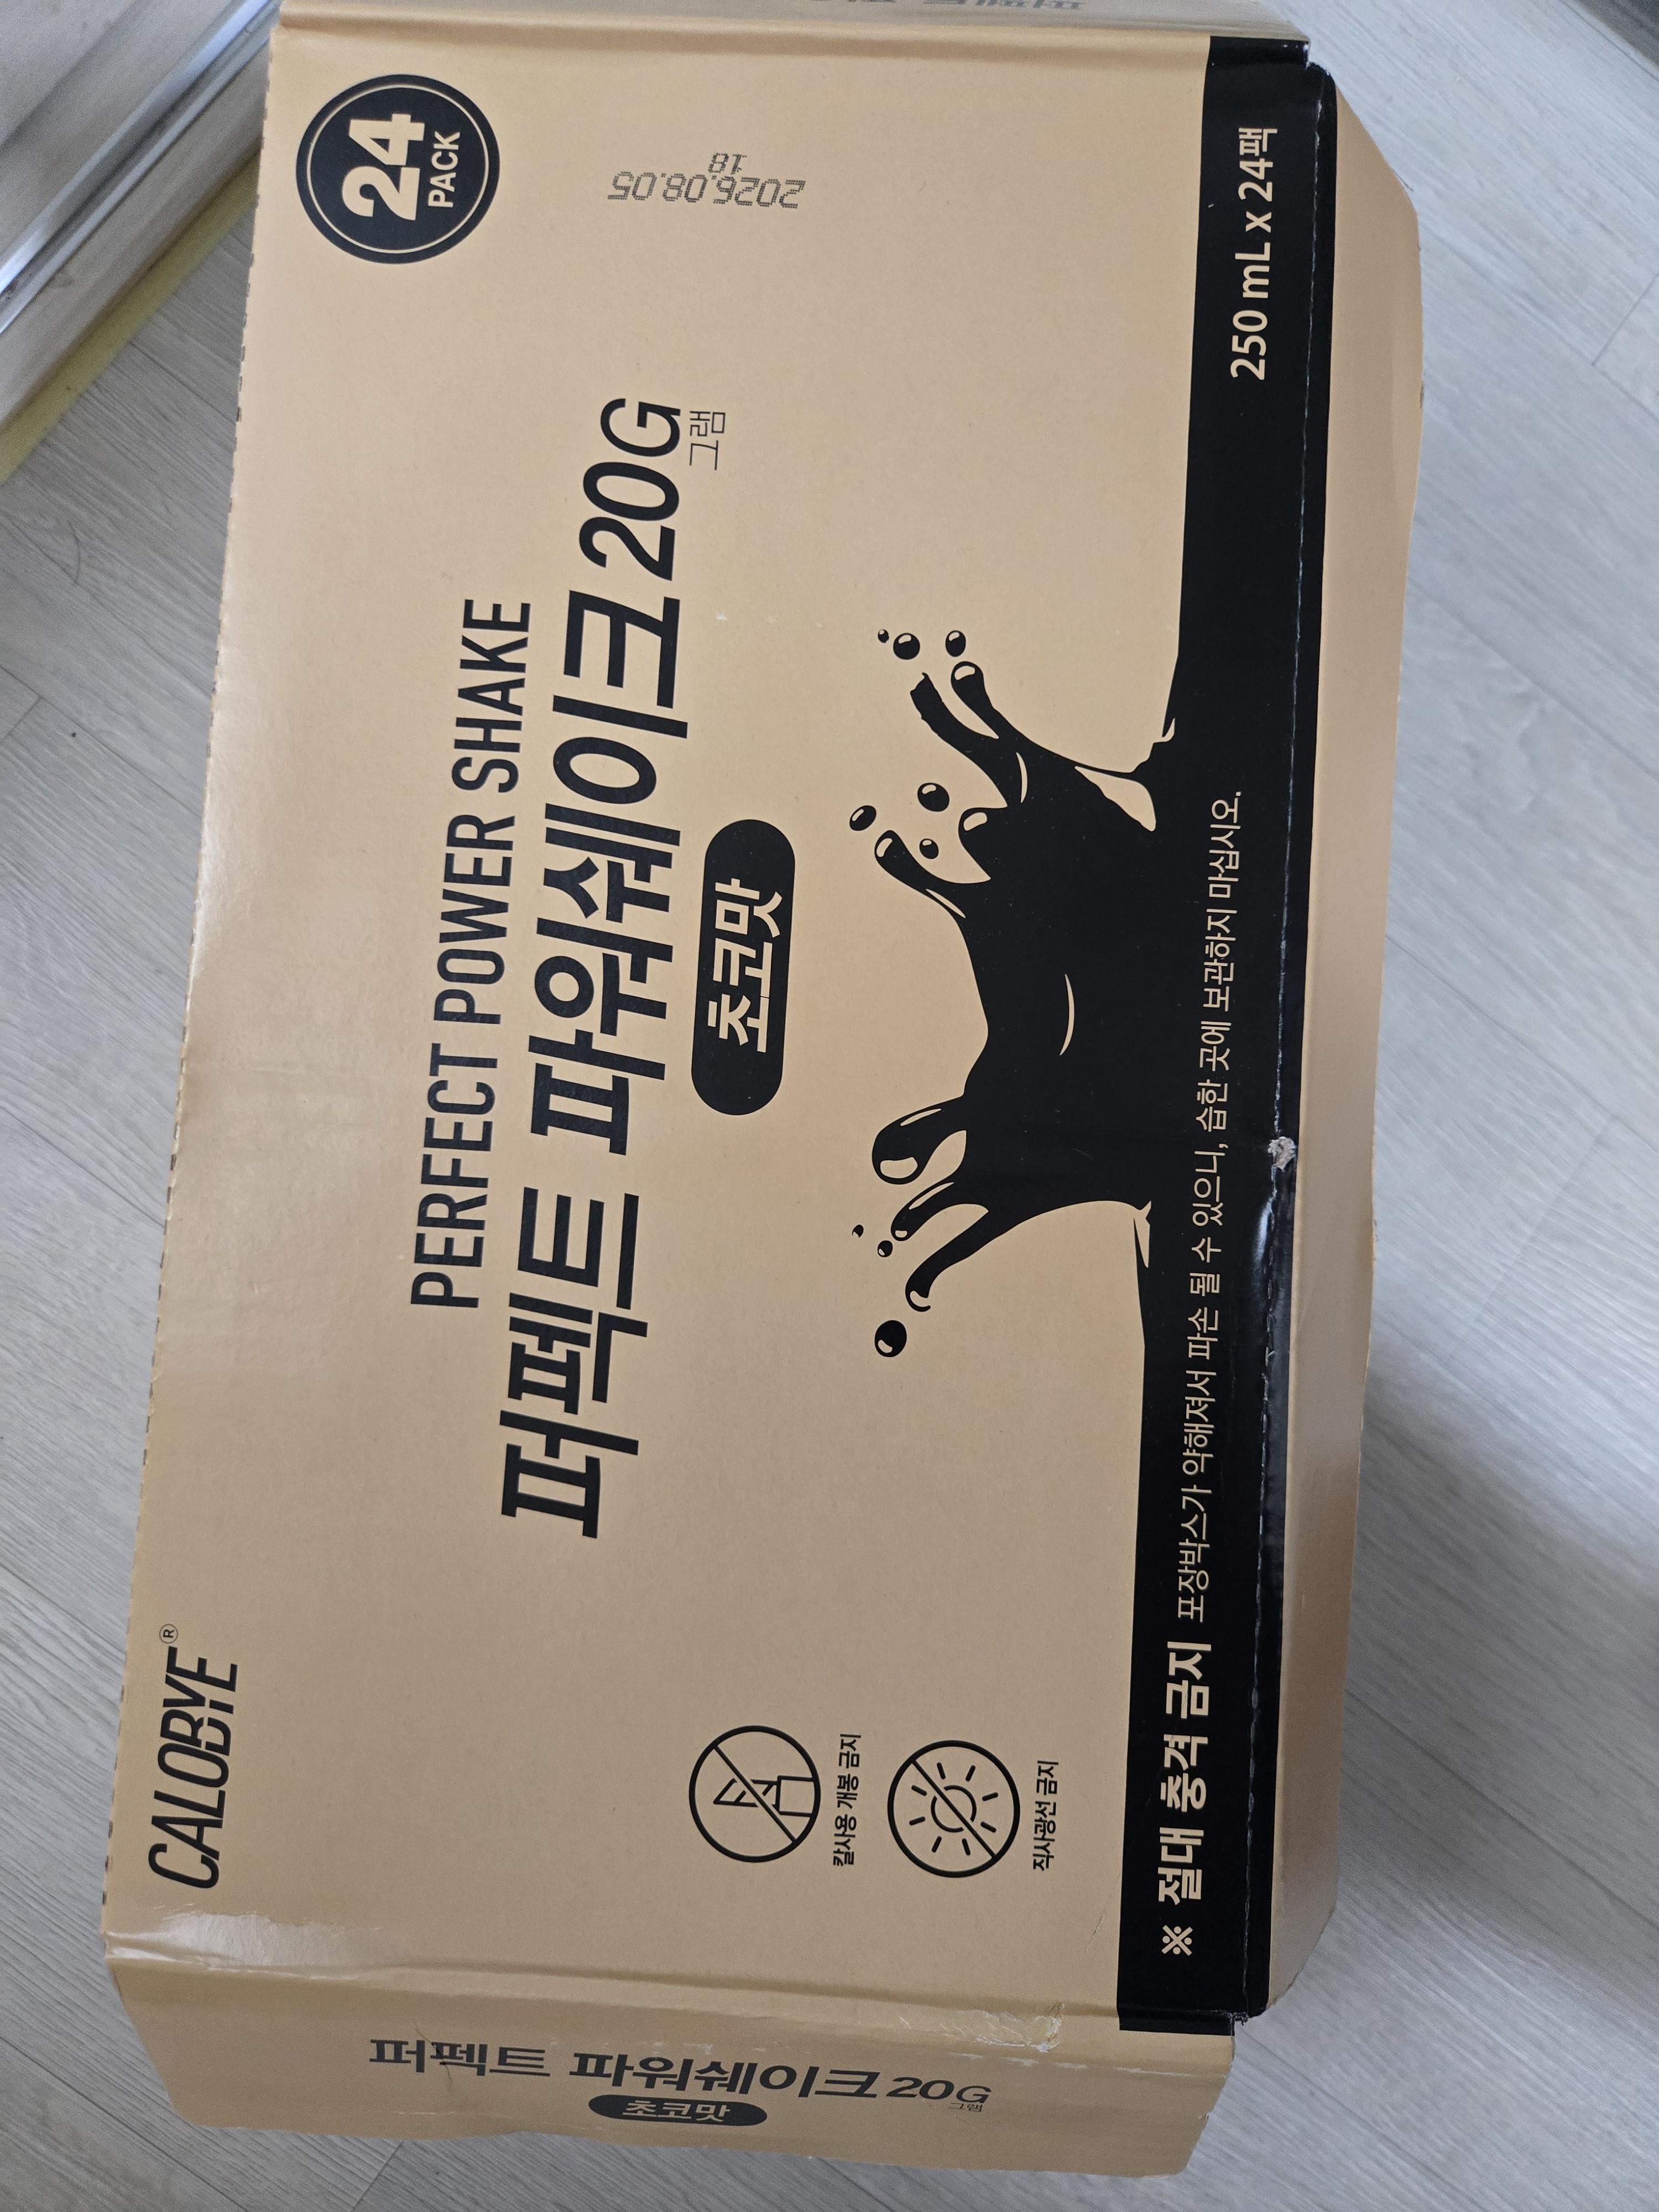 CALOBYE®
24
PACK
PERFECT POWER SHAKE
퍼펙트 파워쉐이크 20G
그램
초코맛
2026.08.05
18
칼사용 개봉 금지
직사광선 금지
※ 절대 충격 금지 포장박스가 약해져서 파손 될 수 있으니, 습한 곳에 보관하지 마십시오.
250 mL x 24팩
퍼펙트 파워쉐이크 20G
그램
초코맛